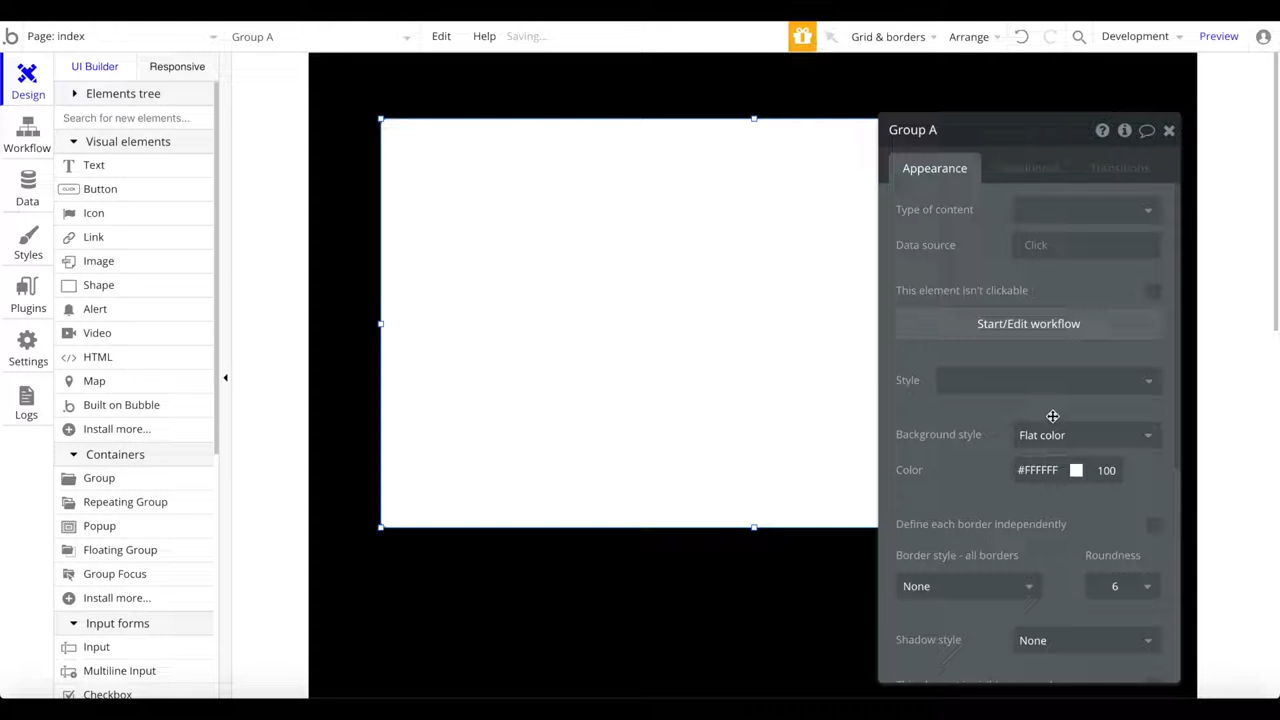 Page: index
Group A
Edit
Help
Saving...
Grid & borders
Arrange
Development
Preview
UI Builder
Responsive
Design
Workflow
Data
Styles
Plugins
Settings
Logs
Elements tree
Search for new elements...
Visual elements
Text
CLICK Button
Icon
Link
Image
Shape
Alert
Video
</> HTML
Map
Built on Bubble
Install more...
Containers
Group
Repeating Group
Popup
Floating Group
Group Focus
Install more...
Input forms
Input
Multiline Input
Checkbox
Group A
Appearance
Conditional
Transitions
Type of content
Data source
Click
This element isn't clickable
Start/Edit workflow
Style
Background style
Flat color
Color
#FFFFFF
100
Define each border independently
Border style - all borders
Roundness
None
6
Shadow style
None